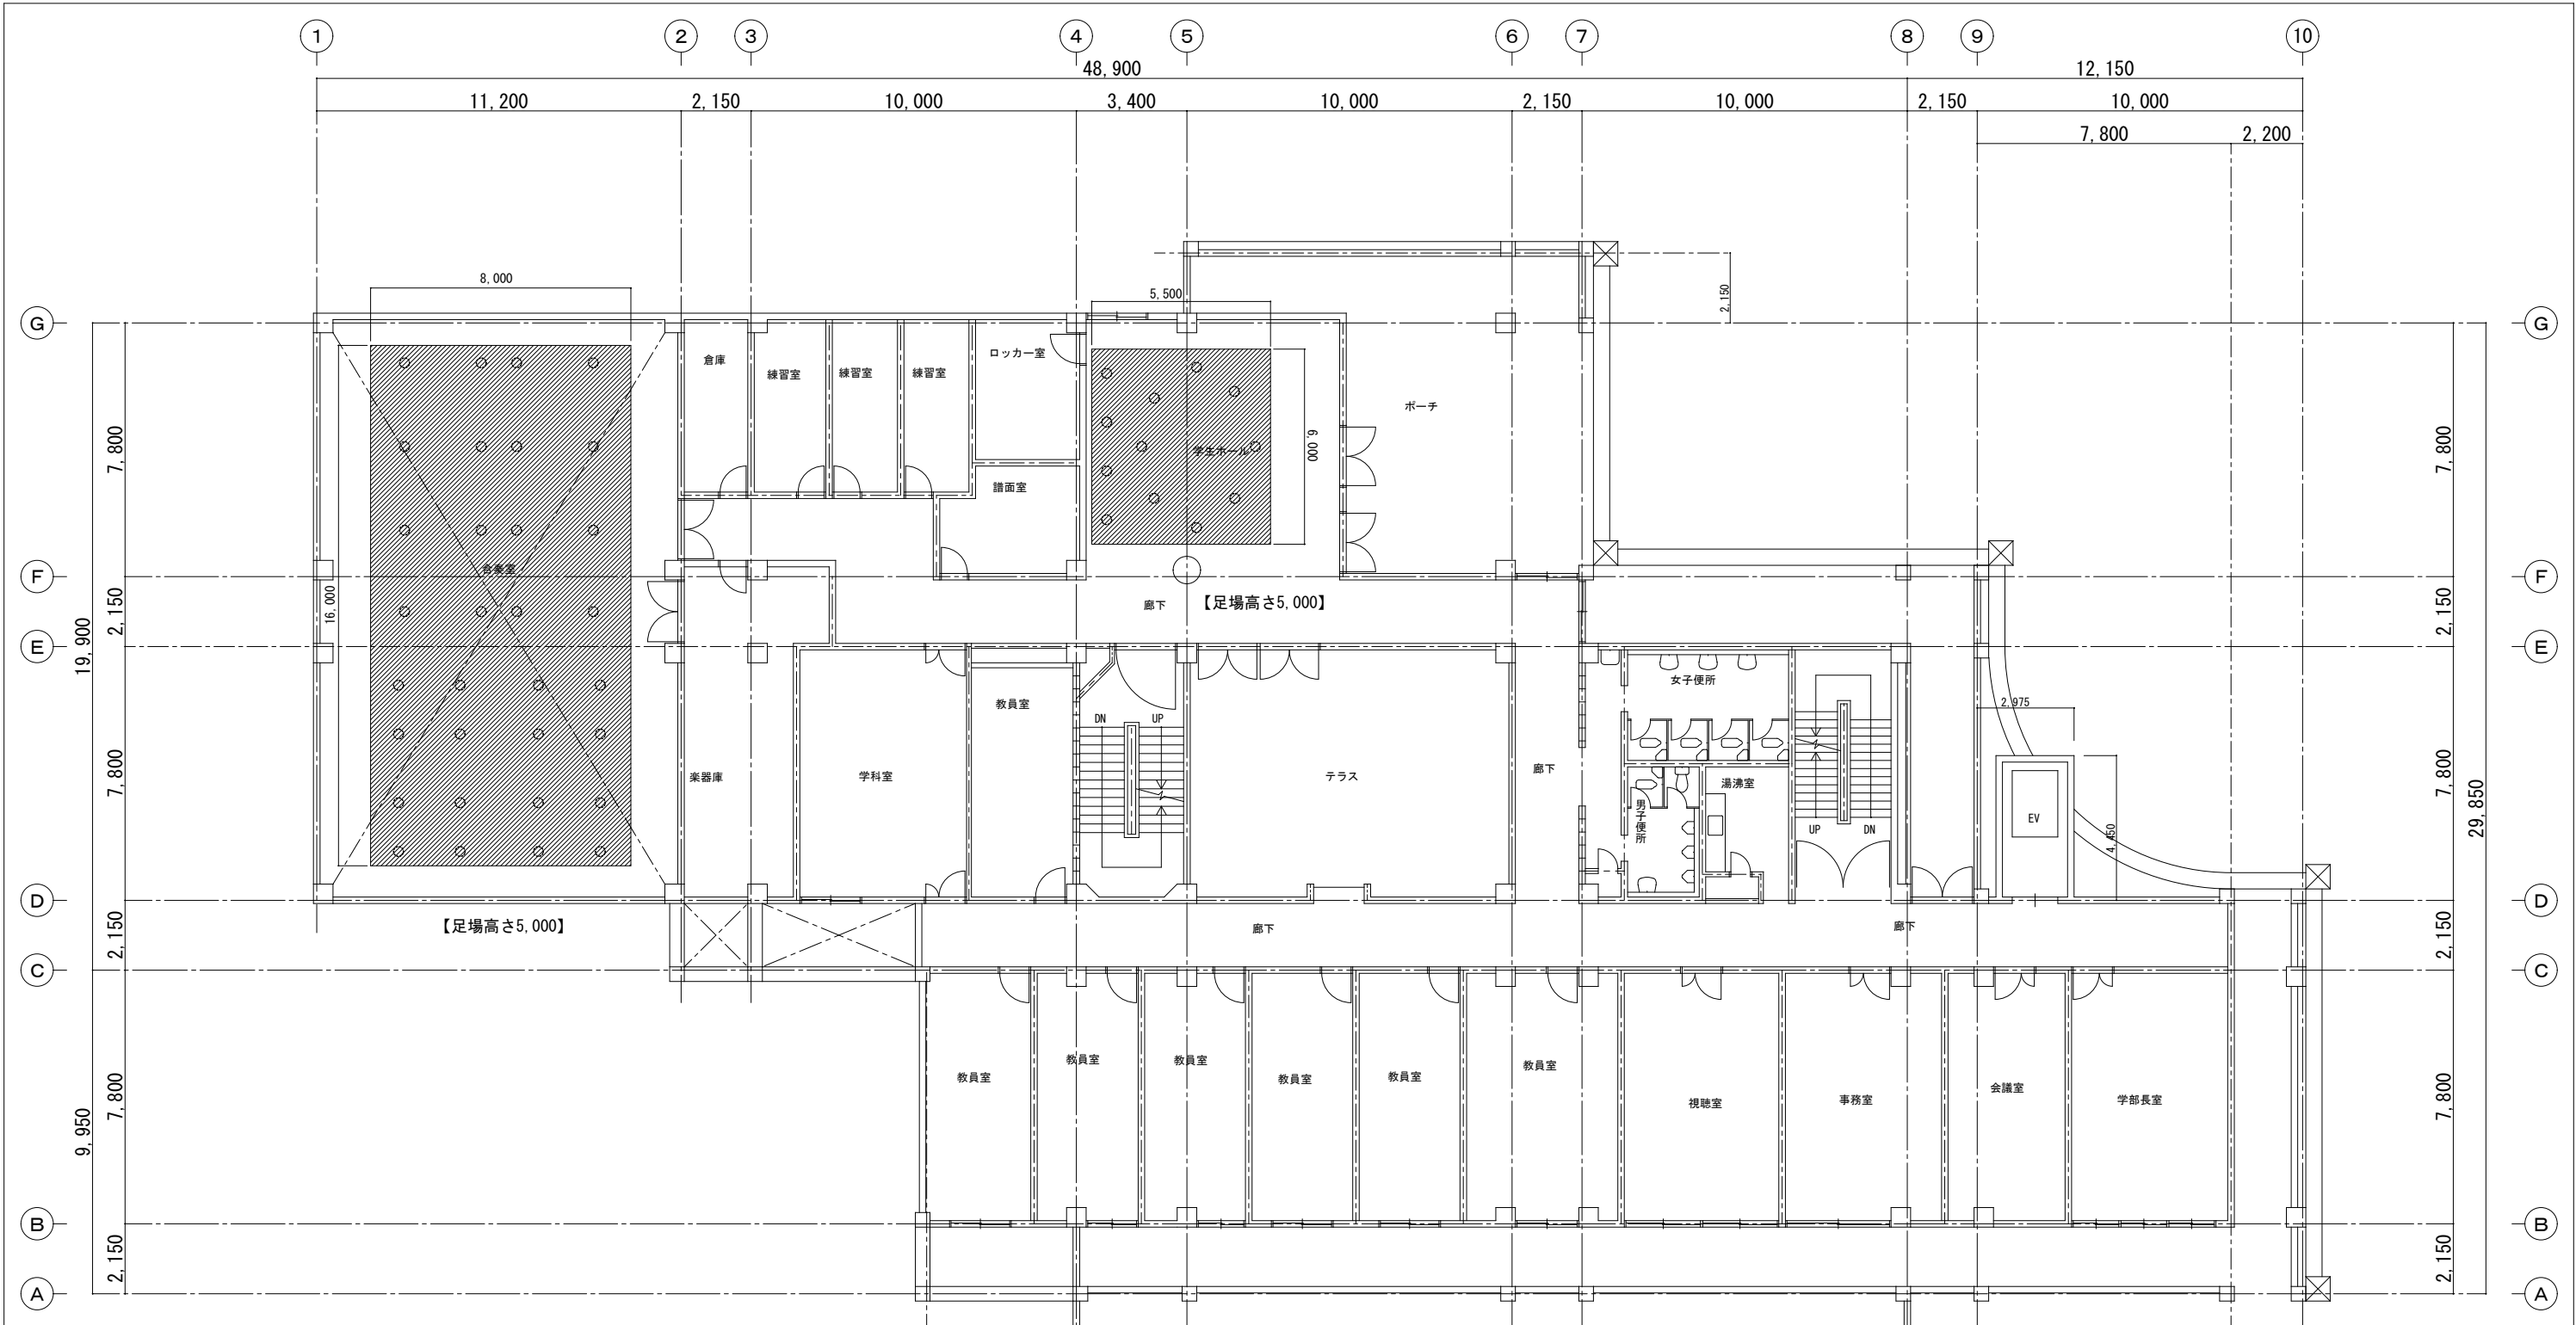 1 2 3 4 5 6 7 8 9 10
48,900 12,150
11,200 2,150 10,000 3,400 10,000 2,150 10,000 2,150 10,000
7,800 2,200
8,000
5,500
2,150
G G
倉庫
練習室
練習室
練習室
ロッカー室
ポーチ
7,800 7,800
学生ホール
6,000
譜面室
合奏室
F F
16,000
2,150 2,150
廊下
【足場高さ5,000】
19,900
E E
教員室
女子便所
2,975
DN UP
7,800 7,800
楽器庫
学科室
テラス
廊下
湯沸室
男子便所
EV
UP DN
4,450
29,850
D D
【足場高さ5,000】
2,150 2,150
廊下
廊下
C C
教員室
教員室
教員室
教員室
教員室
教員室
視聴室
事務室
会議室
学部長室
7,800 7,800
9,950
B B
2,150 2,150
A A